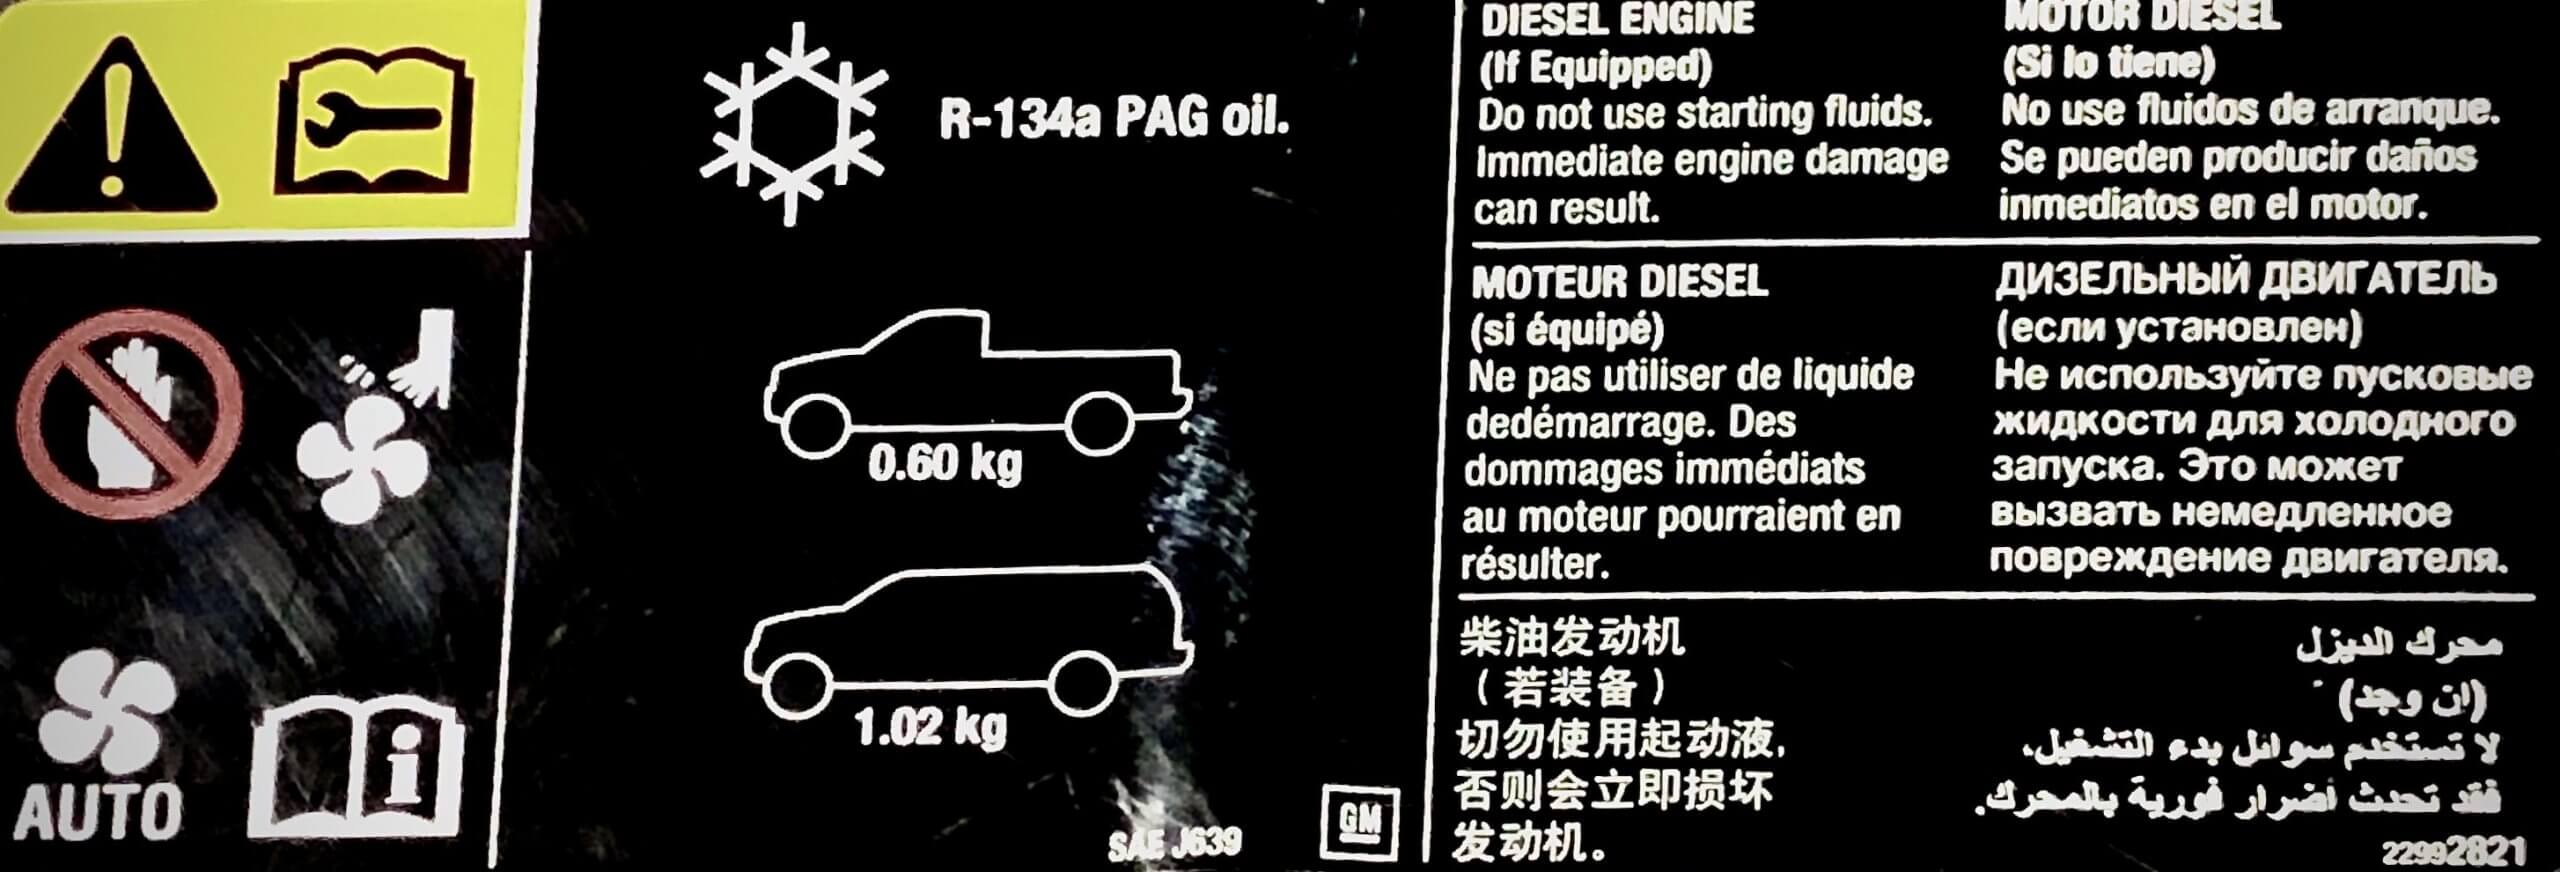 AUTO
R-134a PAG oil.
0.60 kg
1.02 kg
SAE J639
GM
DIESEL ENGINE
(If Equipped)
Do not use starting fluids.
Immediate engine damage
can result.
MOTOR DIESEL
(Si lo tiene)
No use fluidos de arranque.
Se pueden producir daños
inmediatos en el motor.
MOTEUR DIESEL
(si équipé)
Ne pas utiliser de liquide
dedémarrage. Des
dommages immédiats
au moteur pourraient en
résulter.
ДИЗЕЛЬНЫЙ ДВИГАТЕЛЬ
(если установлен)
Не используйте пусковые
жидкости для холодного
запуска. Это может
вызвать немедленное
повреждение двигателя.
柴油发动机
（若装备）
切勿使用起动液,
否则会立即损坏
发动机。
محرك الديزل
(ان وجد)
لا تستخدم سوائل بدء التشغيل،
فقد تحدث أضرار فورية بالمحرك.
22992821